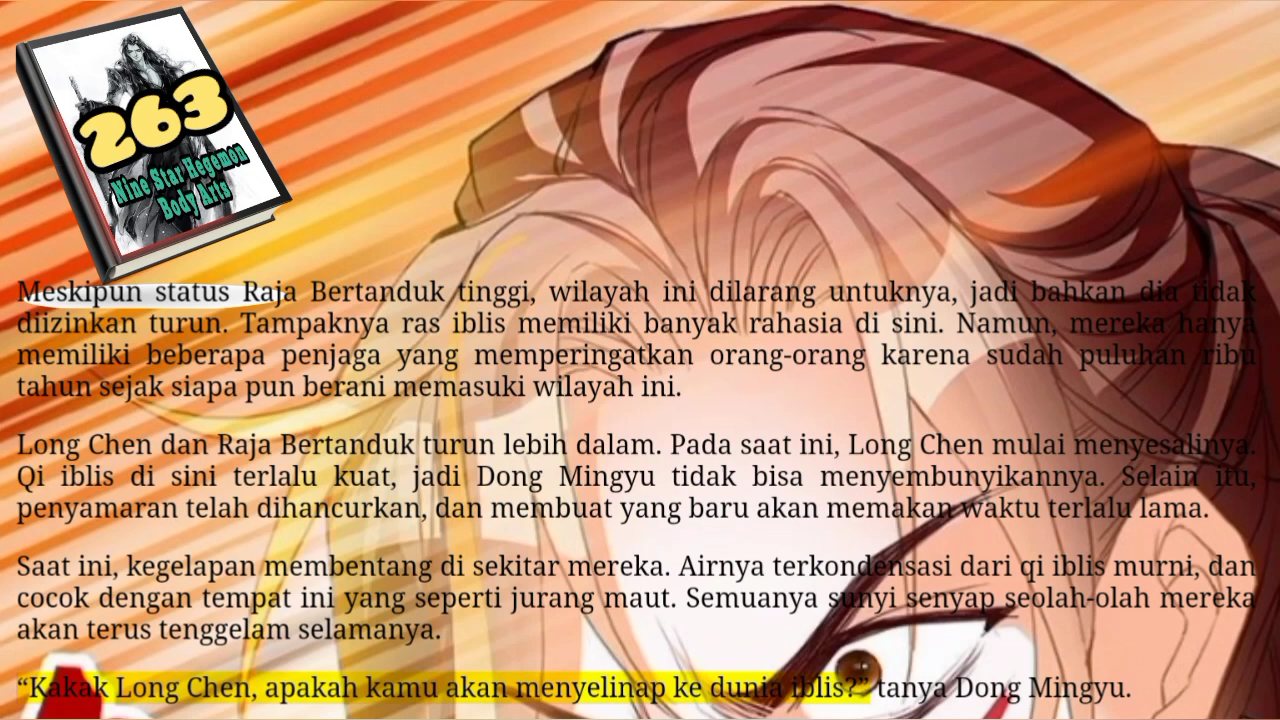 263
Nine Star Hegemon
Body Arts
Meskipun status Raja Bertanduk tinggi, wilayah ini dilarang untuknya, jadi bahkan dia tidak
diizinkan turun. Tampaknya ras iblis memiliki banyak rahasia di sini. Namun, mereka hanya
memiliki beberapa penjaga yang memperingatkan orang-orang karena sudah puluhan ribu
tahun sejak siapa pun berani memasuki wilayah ini.
Long Chen dan Raja Bertanduk turun lebih dalam. Pada saat ini, Long Chen mulai menyesalinya.
Qi iblis di sini terlalu kuat, jadi Dong Mingyu tidak bisa menyembunyikannya. Selain itu,
penyamaran telah dihancurkan, dan membuat yang baru akan memakan waktu terlalu lama.
Saat ini, kegelapan membentang di sekitar mereka. Airnya terkondensasi dari qi iblis murni, dan
cocok dengan tempat ini yang seperti jurang maut. Semuanya sunyi senyap seolah-olah mereka
akan terus tenggelam selamanya.
“Kakak Long Chen, apakah kamu akan menyelinap ke dunia iblis?” tanya Dong Mingyu.